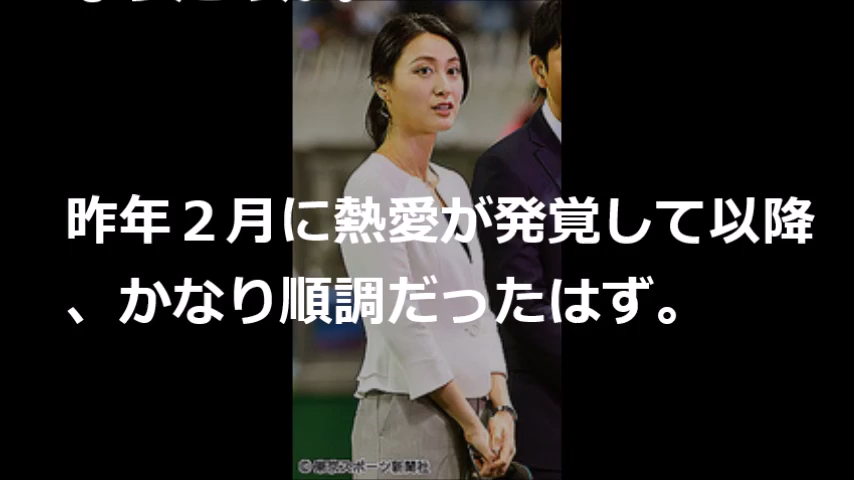 昨年２月に熱愛が発覚して以降
、かなり順調だったはず。
©東京スポーツ新聞社